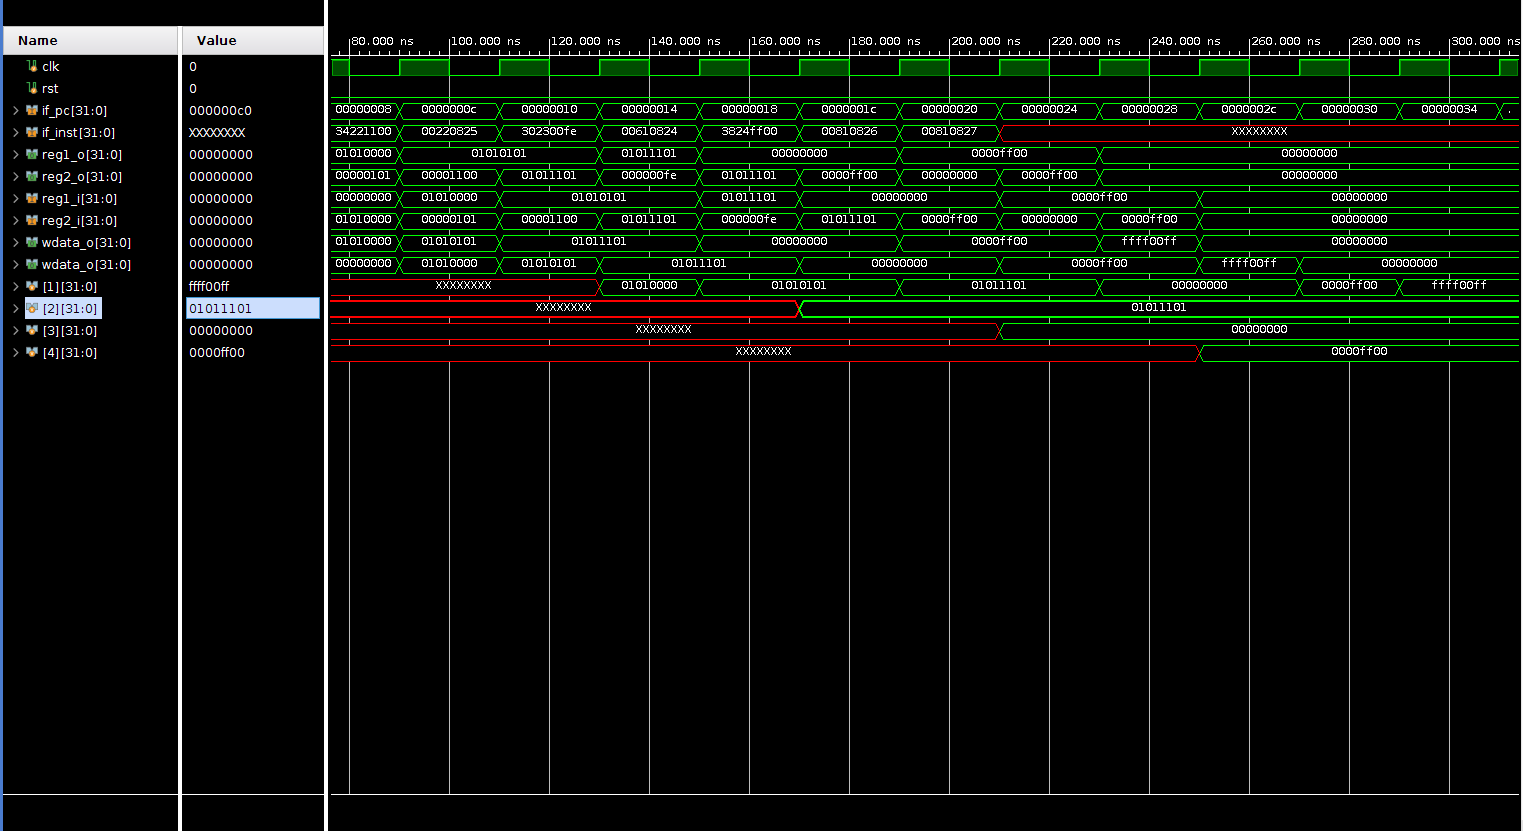 Name Value 80.000 ns 100.000 ns 120.000 ns 140.000 ns 160.000 ns 180.000 ns 200.000 ns 220.000 ns 240.000 ns 260.000 ns 280.000 ns 300.000 ns
clk 0
rst 0
if_pc[31:0] 000000c0 00000008 0000000c 00000010 00000014 00000018 0000001c 00000020 00000024 00000028 0000002c 00000030 00000034 .
if_inst[31:0] XXXXXXXX 34221100 00220825 302300fe 00610824 3824ff00 00810826 00810827 XXXXXXXX
reg1_o[31:0] 00000000 01010000 01010101 01011101 00000000 0000ff00 00000000
reg2_o[31:0] 00000000 00000101 00001100 01011101 000000fe 01011101 0000ff00 00000000 0000ff00 00000000
reg1_i[31:0] 00000000 00000000 01010000 01010101 01011101 00000000 0000ff00 00000000
reg2_i[31:0] 00000000 01010000 00000101 00001100 01011101 000000fe 01011101 0000ff00 00000000 0000ff00 00000000
wdata_o[31:0] 00000000 01010000 01010101 01011101 00000000 0000ff00 ffff00ff 00000000
wdata_o[31:0] 00000000 00000000 01010000 01010101 01011101 00000000 0000ff00 ffff00ff 00000000
[1][31:0] ffff00ff XXXXXXXX 01010000 01010101 01011101 00000000 0000ff00 ffff00ff
[2][31:0] 01011101 XXXXXXXX 01011101
[3][31:0] 00000000 XXXXXXXX 00000000
[4][31:0] 0000ff00 XXXXXXXX 0000ff00